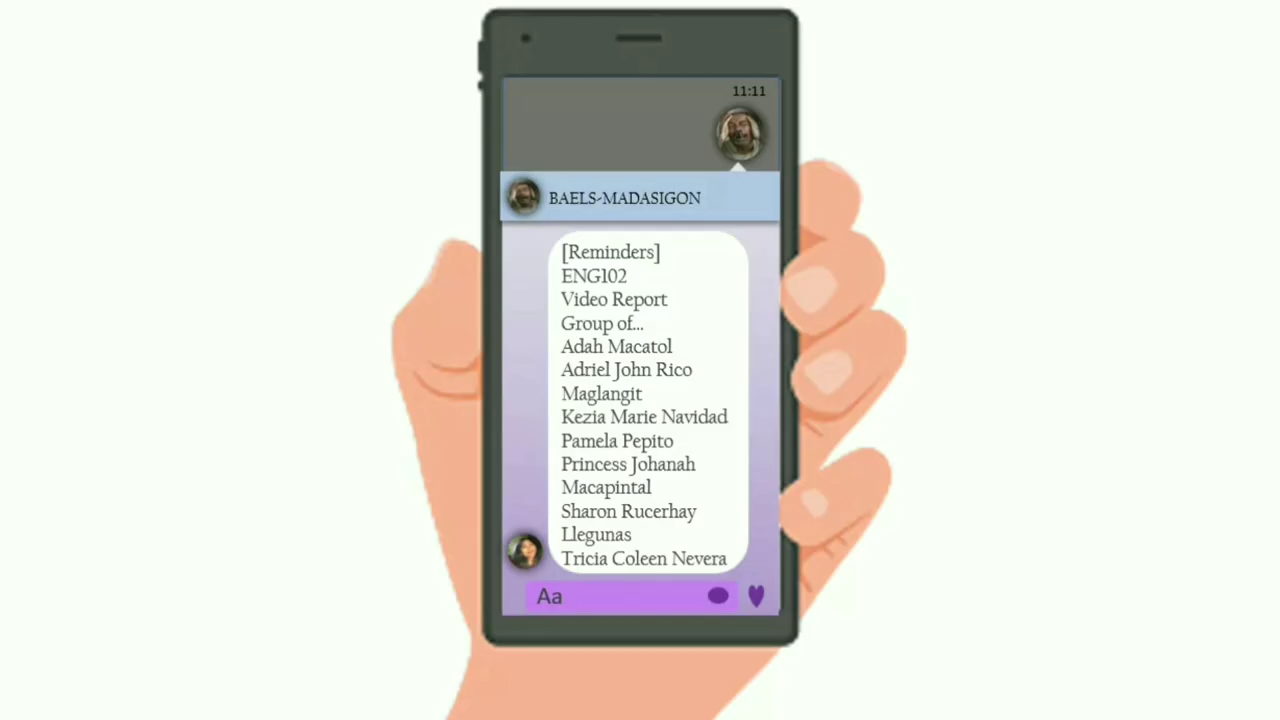 11:11
BAELS-MADASIGON
[Reminders]
ENG102
Video Report
Group of...
Adah Macatol
Adriel John Rico
Maglangit
Kezia Marie Navidad
Pamela Pepito
Princess Johanah
Macapintal
Sharon Rucerhay
Llegunas
Tricia Coleen Nevera
Aa